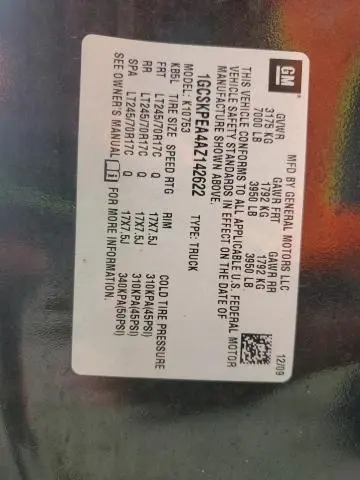 GM
MFD BY GENERAL MOTORS LLC
12/09
GVWR GAWR FRT GAWR RR
3175 KG 1792 KG 1792 KG
7000 LB 3950 LB 3950 LB
THIS VEHICLE CONFORMS TO ALL APPLICABLE U.S. FEDERAL MOTOR
VEHICLE SAFETY STANDARDS IN EFFECT ON THE DATE OF
MANUFACTURE SHOWN ABOVE.
1GCSKPEA4AZ142622
TYPE: TRUCK
MODEL: K10753
KB5L TIRE SIZE SPEED RTG RIM COLD TIRE PRESSURE
FRT LT245/70R17C Q 17X7.5J 310KPA(45PSI)
RR LT245/70R17C Q 17X7.5J 310KPA(45PSI)
SPA LT245/70R17C Q 17X7.5J 340KPA(50PSI)
SEE OWNER'S MANUAL i FOR MORE INFORMATION.